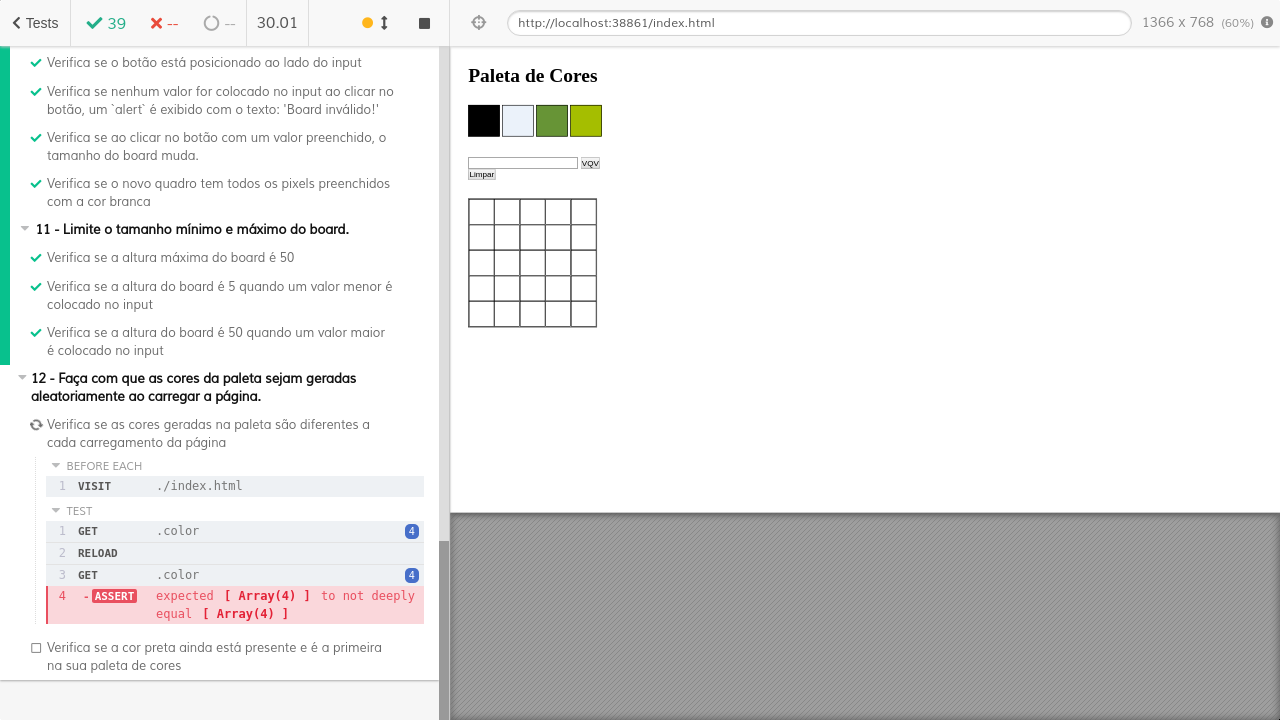 Tests
39
--
--
30.01
http://localhost:38861/index.html
1366 x 768 (60%)
Verifica se o botão está posicionado ao lado do input
Verifica se nenhum valor for colocado no input ao clicar no
botão, um `alert` é exibido com o texto: 'Board inválido!'
Verifica se ao clicar no botão com um valor preenchido, o
tamanho do board muda.
Verifica se o novo quadro tem todos os pixels preenchidos
com a cor branca
11 - Limite o tamanho mínimo e máximo do board.
Verifica se a altura máxima do board é 50
Verifica se a altura do board é 5 quando um valor menor é
colocado no input
Verifica se a altura do board é 50 quando um valor maior
é colocado no input
12 - Faça com que as cores da paleta sejam geradas
aleatoriamente ao carregar a página.
Verifica se as cores geradas na paleta são diferentes a
cada carregamento da página
BEFORE EACH
1 VISIT ./index.html
TEST
1 GET .color 4
2 RELOAD
3 GET .color 4
4 -ASSERT expected [ Array(4) ] to not deeply
equal [ Array(4) ]
Verifica se a cor preta ainda está presente e é a primeira
na sua paleta de cores
Paleta de Cores
VQV
Limpar